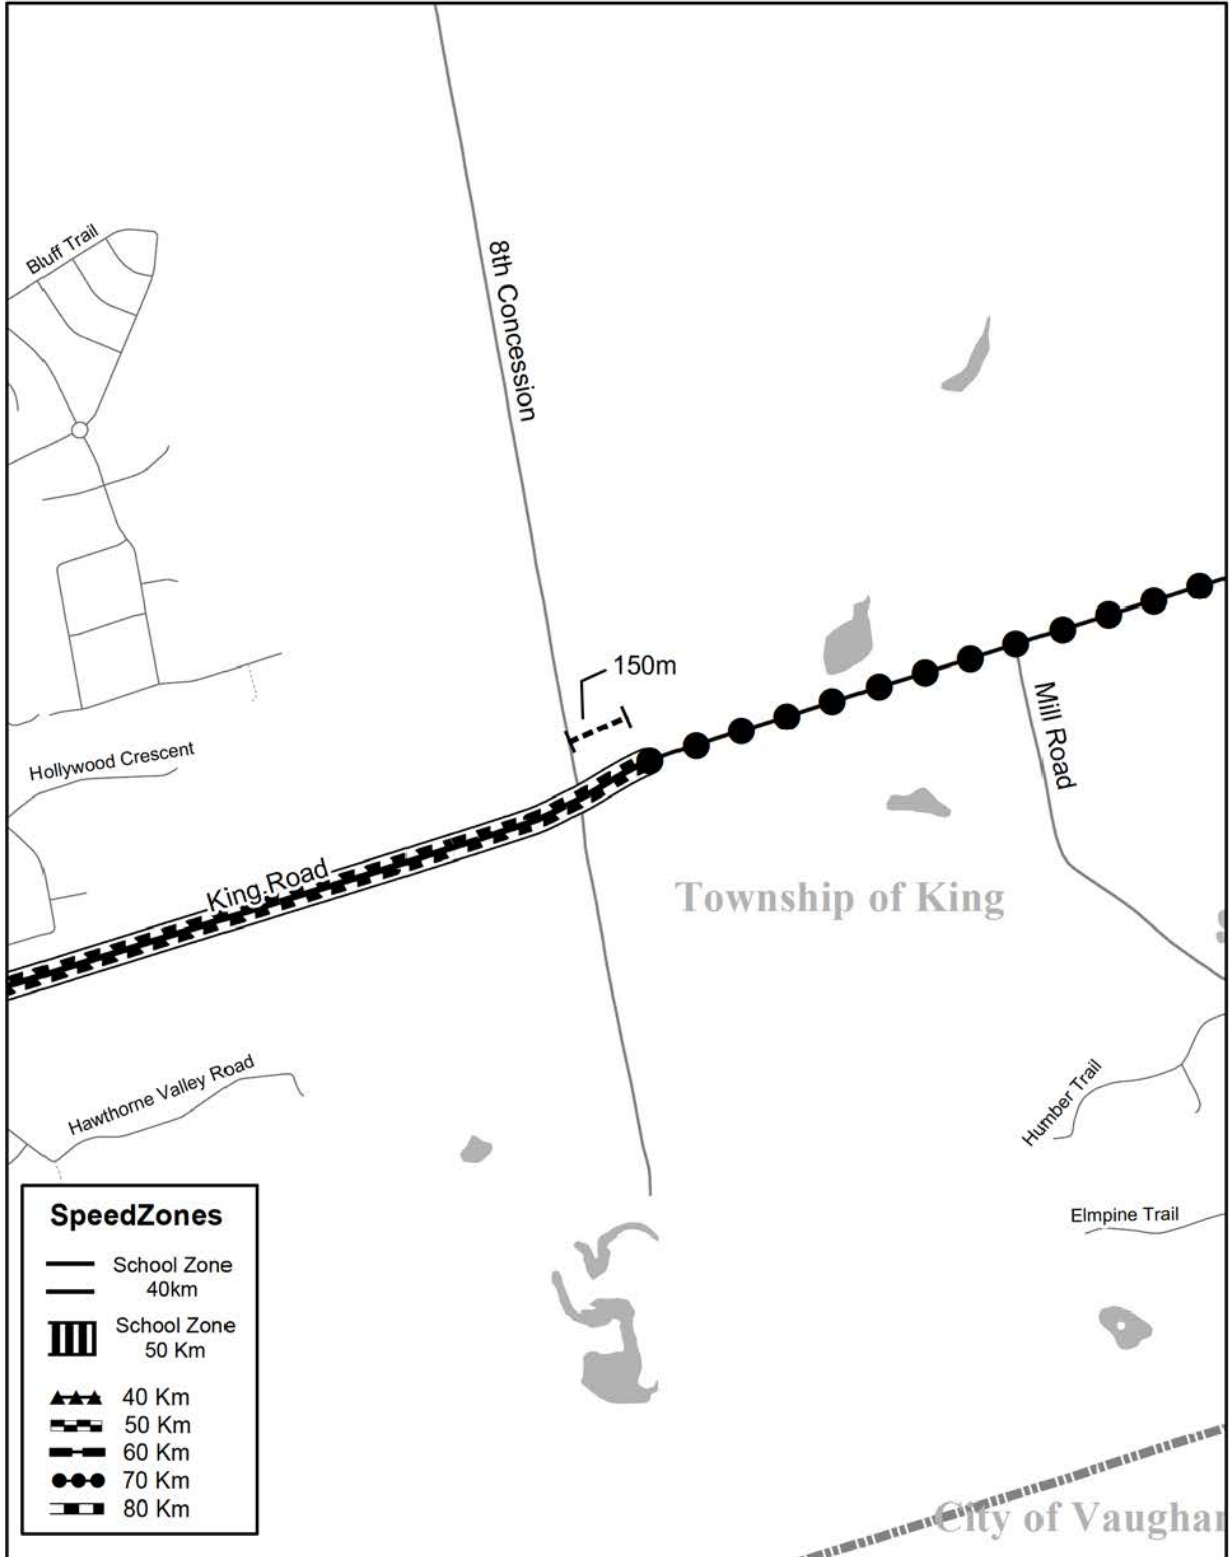 Bluff Trail
8th Concession
150m
Mill Road
Hollywood Crescent
King Road
Township of King
Hawthorne Valley Road
Humber Trail
Elmpine Trail
SpeedZones
School Zone
40km
School Zone
50 Km
40 Km
50 Km
60 Km
70 Km
80 Km
City of Vaughan